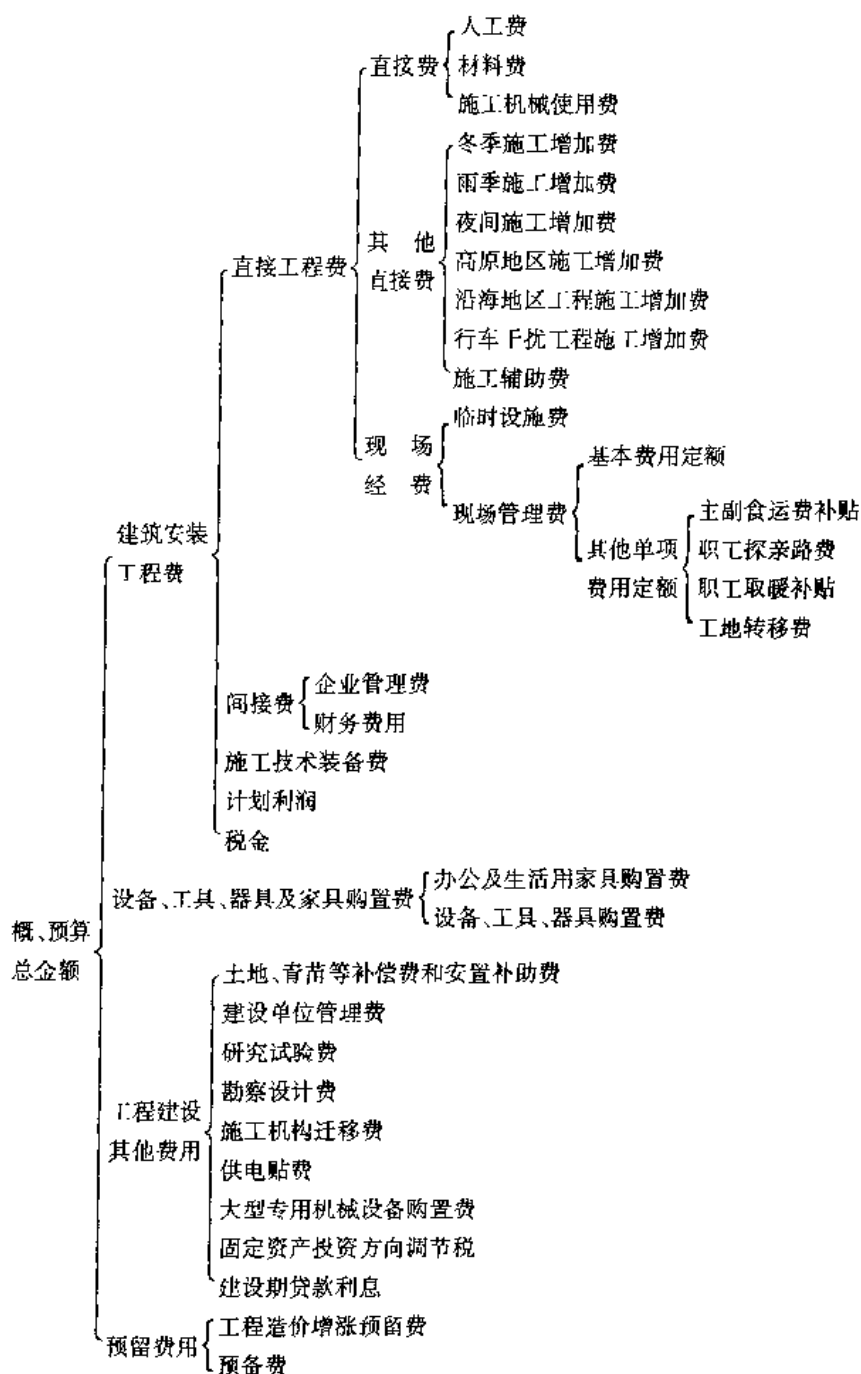 人工费
直接费
材料费
施工机械使用费
冬季施工增加费
雨季施工增加费
夜间施工增加费
其他
直接工程费
高原地区施工增加费
直接费
沿海地区工程施工增加费
行车干扰工程施工增加费
施工辅助费
临时设施费
现场
经费
基本费用定额
现场管理费
主副食运费补贴
建筑安装
其他单项
职工探亲路费
工程费
费用定额
职工取暖补贴
工地转移费
企业管理费
间接费
财务费用
施工技术装备费
计划利润
税金
办公及生活用家具购置费
设备、工具、器具及家具购置费
设备、工具、器具购置费
概、预算
总金额
土地、青苗等补偿费和安置补助费
建设单位管理费
研究试验费
勘察设计费
工程建设
施工机构迁移费
其他费用
供电贴费
大型专用机械设备购置费
固定资产投资方向调节税
建设期贷款利息
工程造价增涨预留费
预留费用
预备费